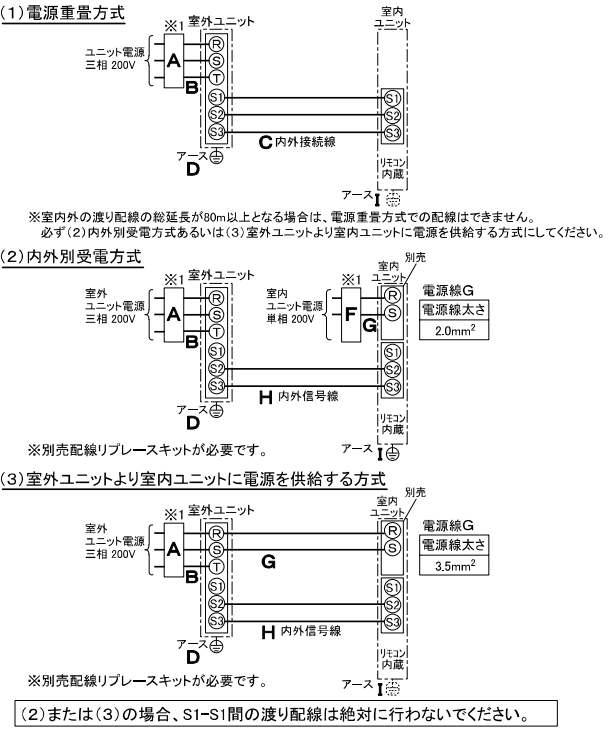 (1)電源重畳方式
※1
室外ユニット
室内
ユニット
ユニット電源
三相 200V
A
B
R
S
T
S1
S2
S3
S1
S2
S3
C 内外接続線
アース
D
リモコン
内蔵
アース I
※室内外の渡り配線の総延長が80m以上となる場合は、電源重畳方式での配線はできません。
必ず(2)内外別受電方式あるいは(3)室外ユニットより室内ユニットに電源を供給する方式にしてください。
(2)内外別受電方式
※1
室外ユニット
※1
室内
ユニット
別売
室外
ユニット電源
三相 200V
A
B
R
S
T
S1
S2
S3
室内
ユニット電源
単相 200V
F
G
R
S
S1
S2
S3
電源線G
電源線太さ
2.0mm²
H 内外信号線
アース
D
リモコン
内蔵
アース I
※別売配線リプレースキットが必要です。
(3)室外ユニットより室内ユニットに電源を供給する方式
※1
室外ユニット
室内
ユニット
別売
室外
ユニット電源
三相 200V
A
B
R
S
T
S1
S2
S3
G
R
S
S1
S2
S3
電源線G
電源線太さ
3.5mm²
H 内外信号線
アース
D
リモコン
内蔵
アース I
※別売配線リプレースキットが必要です。
(2)または(3)の場合、S1-S1間の渡り配線は絶対に行わないでください。